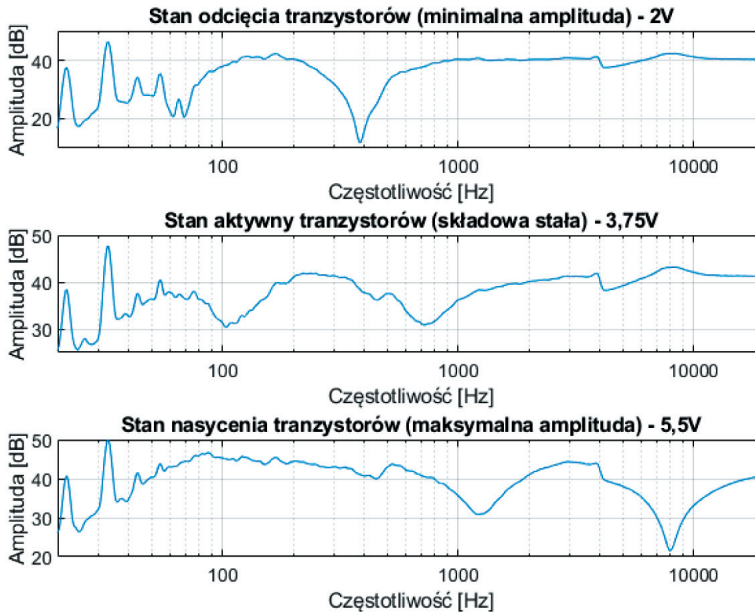 Stan odcięcia tranzystorów (minimalna amplituda) - 2V
Amplituda [dB]
40
20
100
1000
10000
Częstotliwość [Hz]
Stan aktywny tranzystorów (składowa stała) - 3,75V
Amplituda [dB]
50
40
30
100
1000
10000
Częstotliwość [Hz]
Stan nasycenia tranzystorów (maksymalna amplituda) - 5,5V
Amplituda [dB]
50
40
30
20
100
1000
10000
Częstotliwość [Hz]